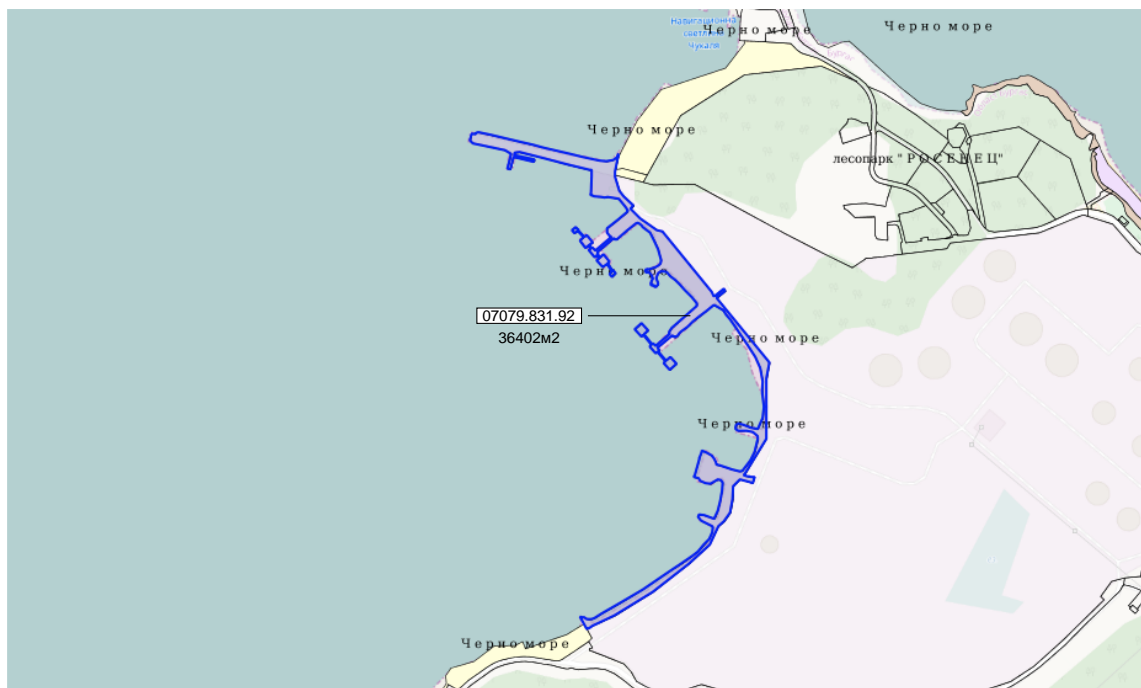 Навигационна
светлина
Чукаля
Черно море
Черно море
Черно море
лесопарк " Р О С Е Н Е Ц"
Черно море
07079.831.92
36402м2
Черно море
Черно море
Черно море